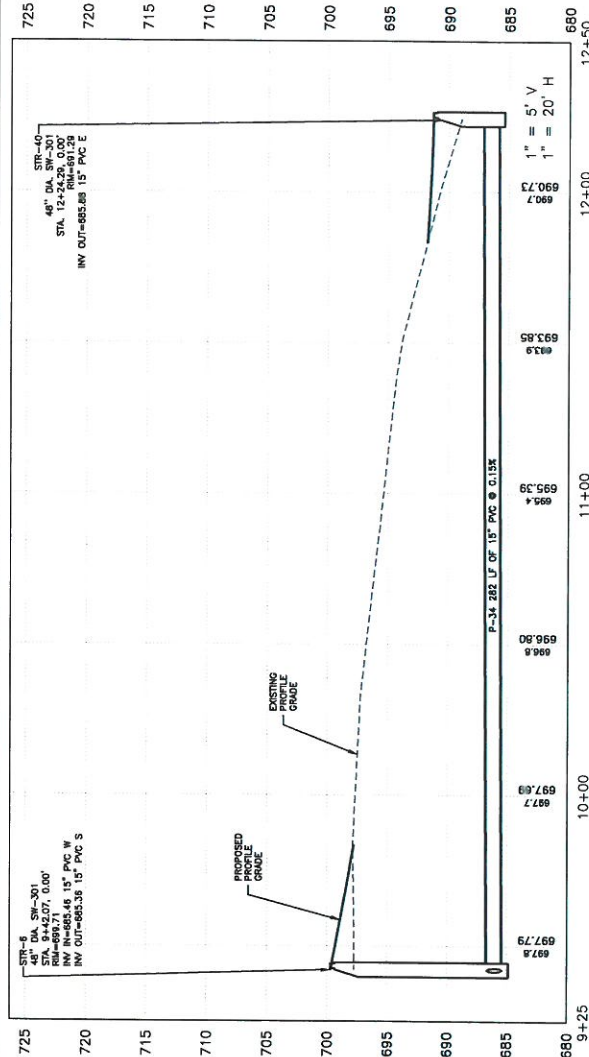 725
720
715
710
705
700
695
690
685
680
STR-6
48" DIA. SW-301
STA. 9+42.07, 0.00'
RIM=699.71
INV IN=685.46 15" PVC W
INV OUT=685.36 15" PVC S
PROPOSED
PROFILE
GRADE
EXISTING
PROFILE
GRADE
STR-40
48" DIA. SW-301
STA. 12+24.29, 0.00'
RIM=691.29
INV OUT=685.88 15" PVC E
P-34 282 LF OF 15" PVC @ 0.15%
1" = 5' V
1" = 20' H
697.8
697.79
697.7
697.69
696.8
696.80
695.4
695.39
693.9
693.85
690.7
690.73
9+25
10+00
11+00
12+00
12+50
725
720
715
710
705
700
695
690
685
680